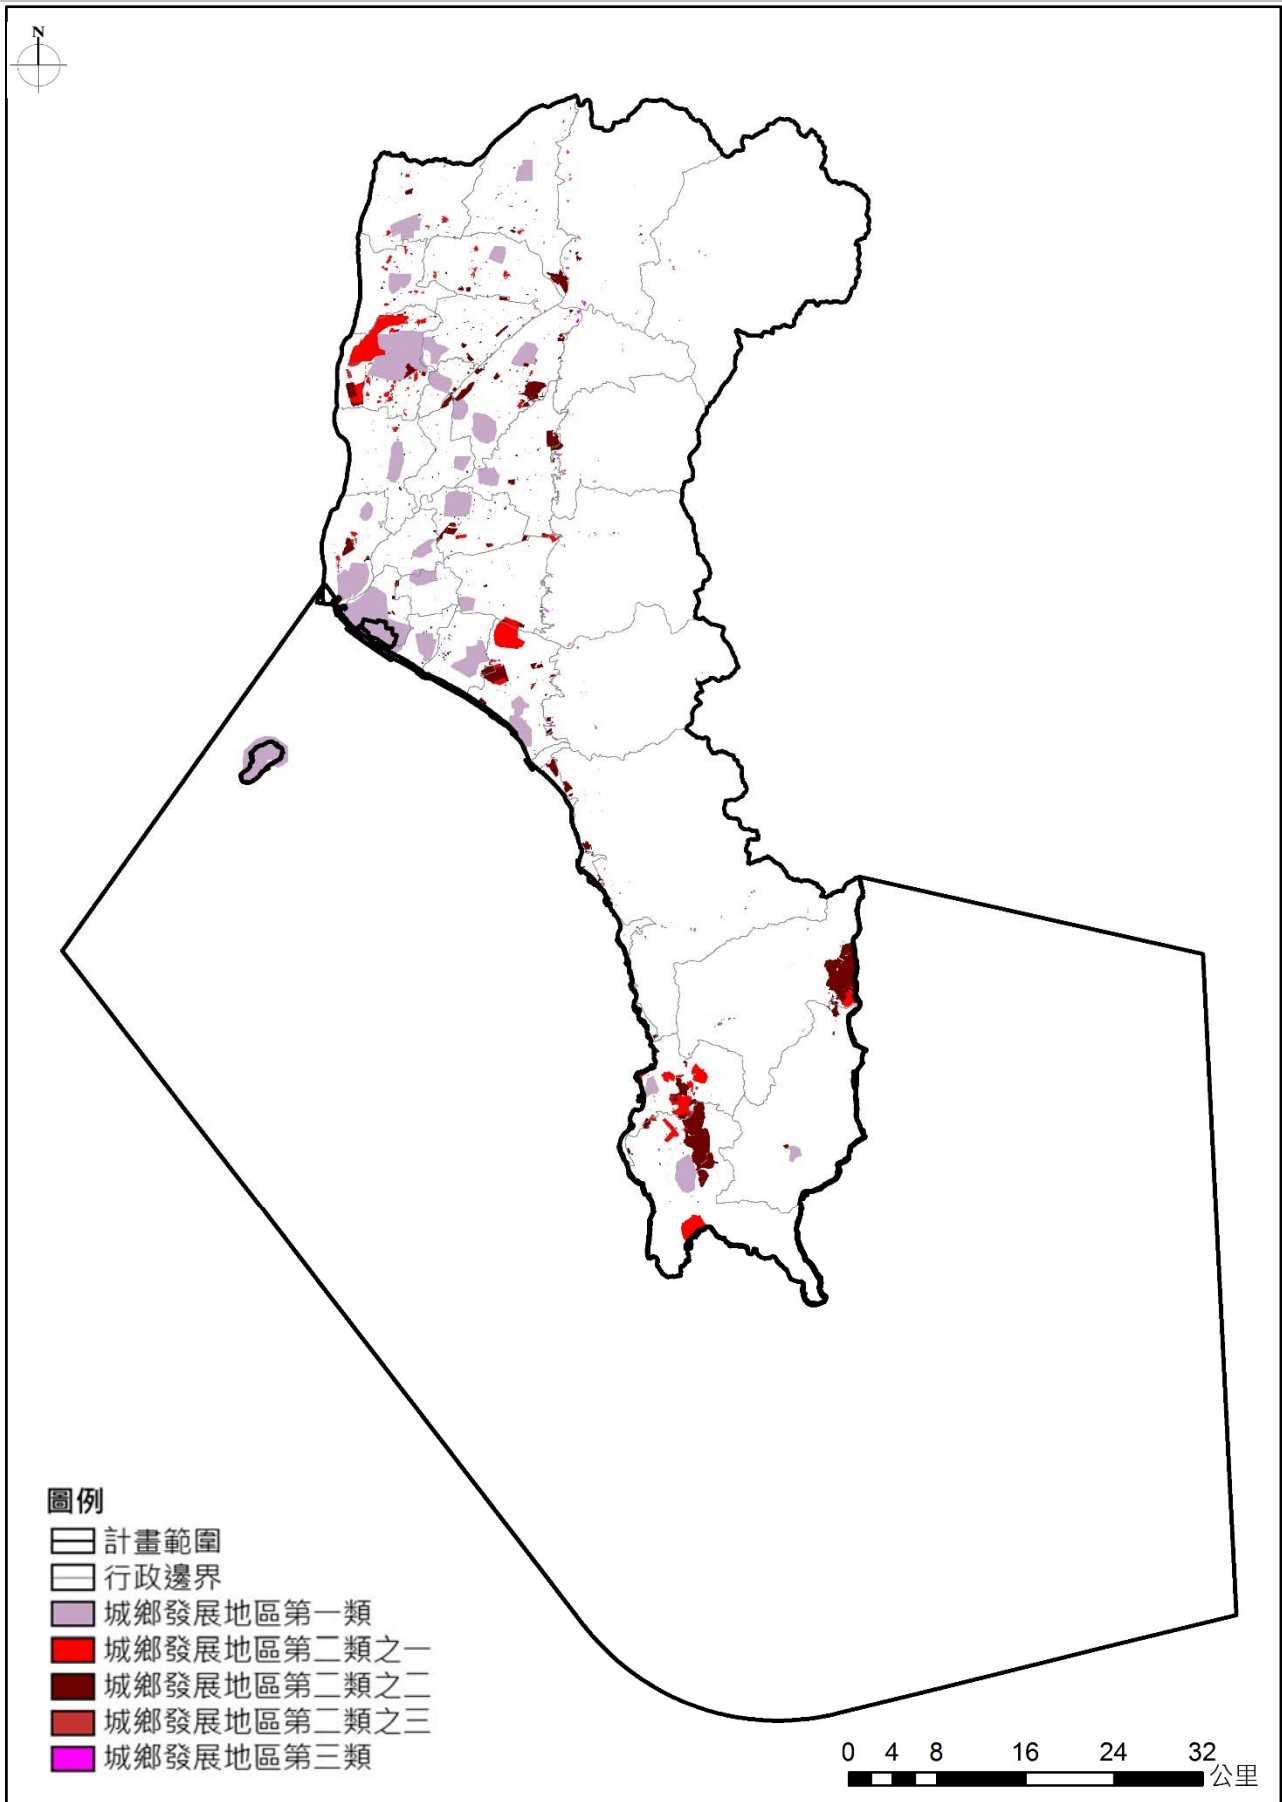 N
圖例
計畫範圍
行政邊界
城鄉發展地區第一類
城鄉發展地區第二類之一
城鄉發展地區第二類之二
城鄉發展地區第二類之三
城鄉發展地區第三類
0 4 8 16 24 32
公里